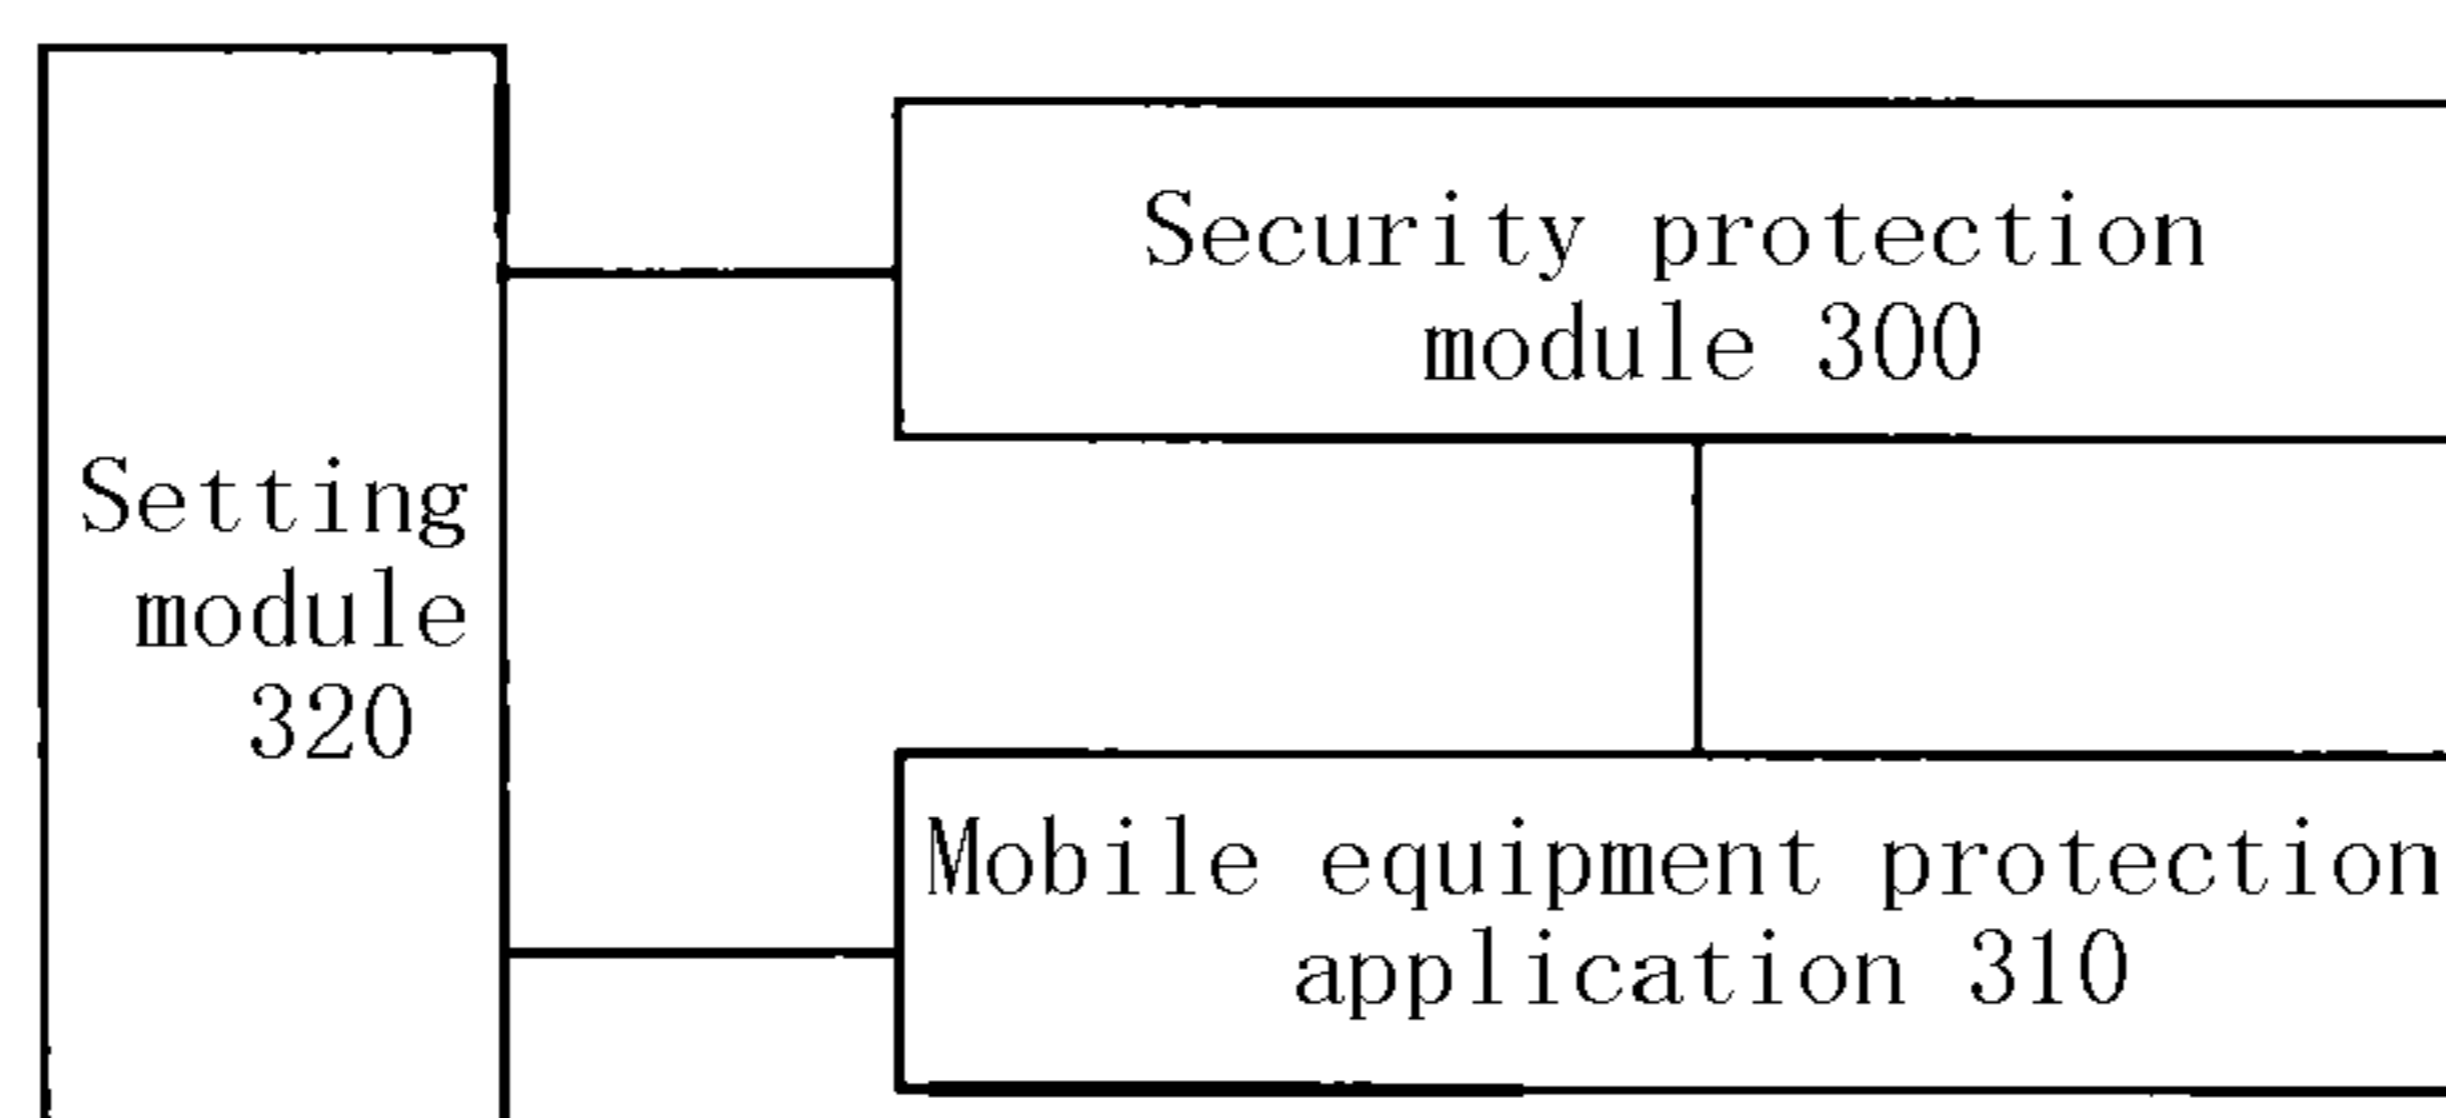 Security protection
module 300
Setting
module
320
Mobile equipment protection
application 310